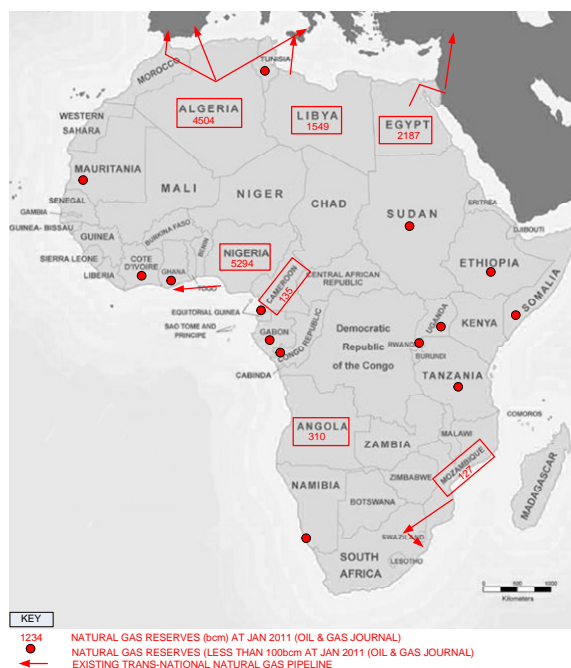 TUNISIA
MOROCCO
ALGERIA
4504
LIBYA
1549
EGYPT
2187
WESTERN
SAHARA
MAURITANIA
MALI
NIGER
CHAD
SUDAN
ERITREA
DJIBOUTI
SENEGAL
GAMBIA
GUINEA- BISSAU
GUINEA
SIERRA LEONE
LIBERIA
BURKINA FASO
COTE
D'IVOIRE
GHANA
BENIN
TOGO
NIGERIA
5294
CAMEROON
135
CENTRAL AFRICAN
REPUBLIC
ETHIOPIA
SOMALIA
EQUITORIAL GUINEA
SAO TOME AND
PRINCIPE
GABON
CONGO REPUBLIC
CABINDA
Democratic
Republic
of the Congo
UGANDA
KENYA
RWAND
BURUNDI
TANZANIA
COMOROS
ANGOLA
310
ZAMBIA
MALAWI
MOZAMBIQUE
127
ZIMBABWE
MADAGASCAR
NAMIBIA
BOTSWANA
SWAZILAND
LESOTHO
SOUTH
AFRICA
500 1000
Kilometers
KEY
1234 NATURAL GAS RESERVES (bcm) AT JAN 2011 (OIL & GAS JOURNAL)
NATURAL GAS RESERVES (LESS THAN 100bcm AT JAN 2011 (OIL & GAS JOURNAL)
EXISTING TRANS-NATIONAL NATURAL GAS PIPELINE